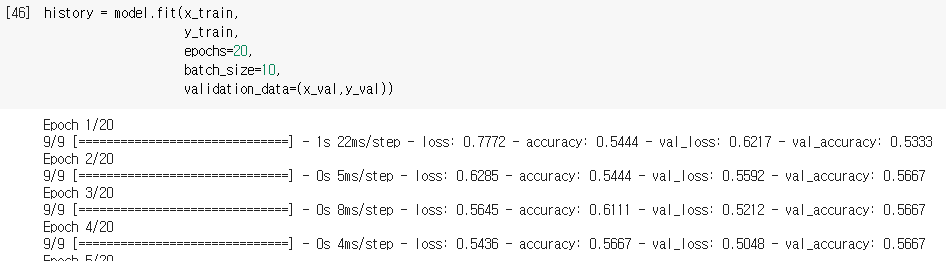 [46] history = model.fit(x_train,
y_train,
epochs=20,
batch_size=10,
validation_data=(x_val,y_val))
Epoch 1/20
9/9 [==============================] - 1s 22ms/step - loss: 0.7772 - accuracy: 0.5444 - val_loss: 0.6217 - val_accuracy: 0.5333
Epoch 2/20
9/9 [==============================] - 0s 5ms/step - loss: 0.6285 - accuracy: 0.5444 - val_loss: 0.5592 - val_accuracy: 0.5667
Epoch 3/20
9/9 [==============================] - 0s 8ms/step - loss: 0.5645 - accuracy: 0.6111 - val_loss: 0.5212 - val_accuracy: 0.5667
Epoch 4/20
9/9 [==============================] - 0s 4ms/step - loss: 0.5436 - accuracy: 0.5667 - val_loss: 0.5048 - val_accuracy: 0.5667
Epoch 5/20